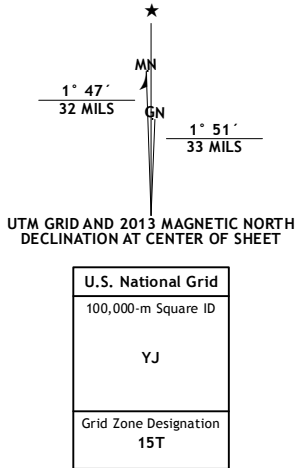 ★
MN
1° 47´
32 MILS
GN
1° 51´
33 MILS
UTM GRID AND 2013 MAGNETIC NORTH
DECLINATION AT CENTER OF SHEET
U.S. National Grid
100,000-m Square ID
YJ
Grid Zone Designation
15T